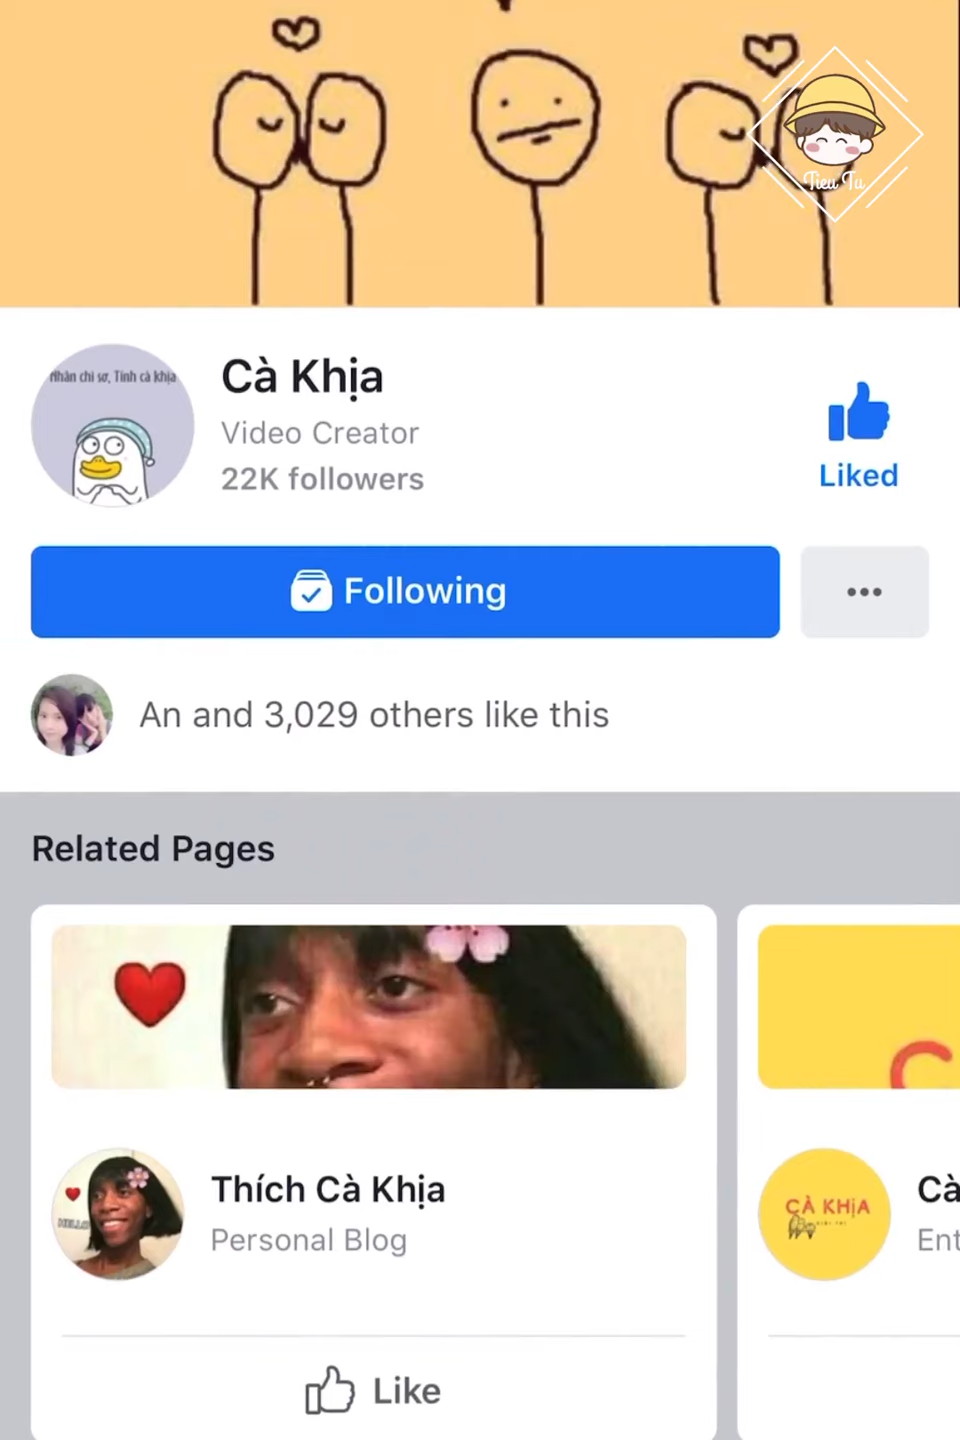 Tieu Tu
Nhân chi sơ, Tính cà khịa
Cà Khịa
Video Creator
22K followers
Liked
Following
An and 3,029 others like this
Related Pages
HELLO
Thích Cà Khịa
Personal Blog
Like
CÀ KHỊA
Cà
Ent